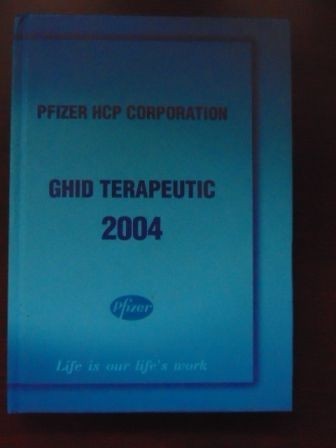 PFIZER HCP CORPORATION
GHID TERAPEUTIC
2004
Pfizer
Life is our life's work